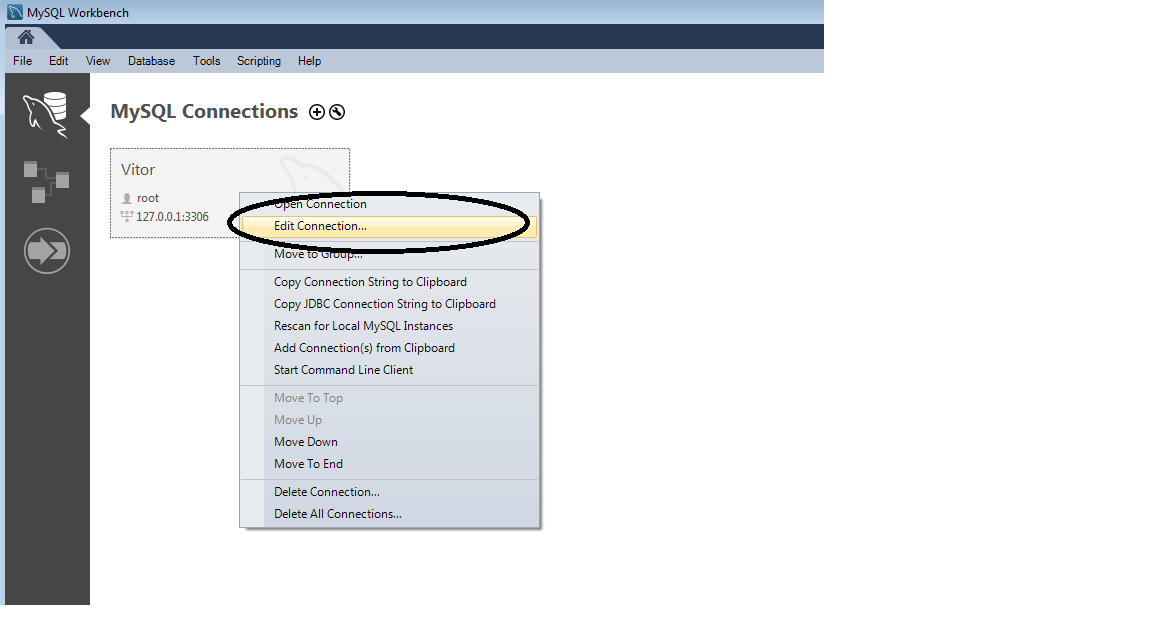 MySQL Workbench
File Edit View Database Tools Scripting Help
MySQL Connections
Vitor
root
127.0.0.1:3306
Open Connection
Edit Connection...
Move to Group...
Copy Connection String to Clipboard
Copy JDBC Connection String to Clipboard
Rescan for Local MySQL Instances
Add Connection(s) from Clipboard
Start Command Line Client
Move To Top
Move Up
Move Down
Move To End
Delete Connection...
Delete All Connections...